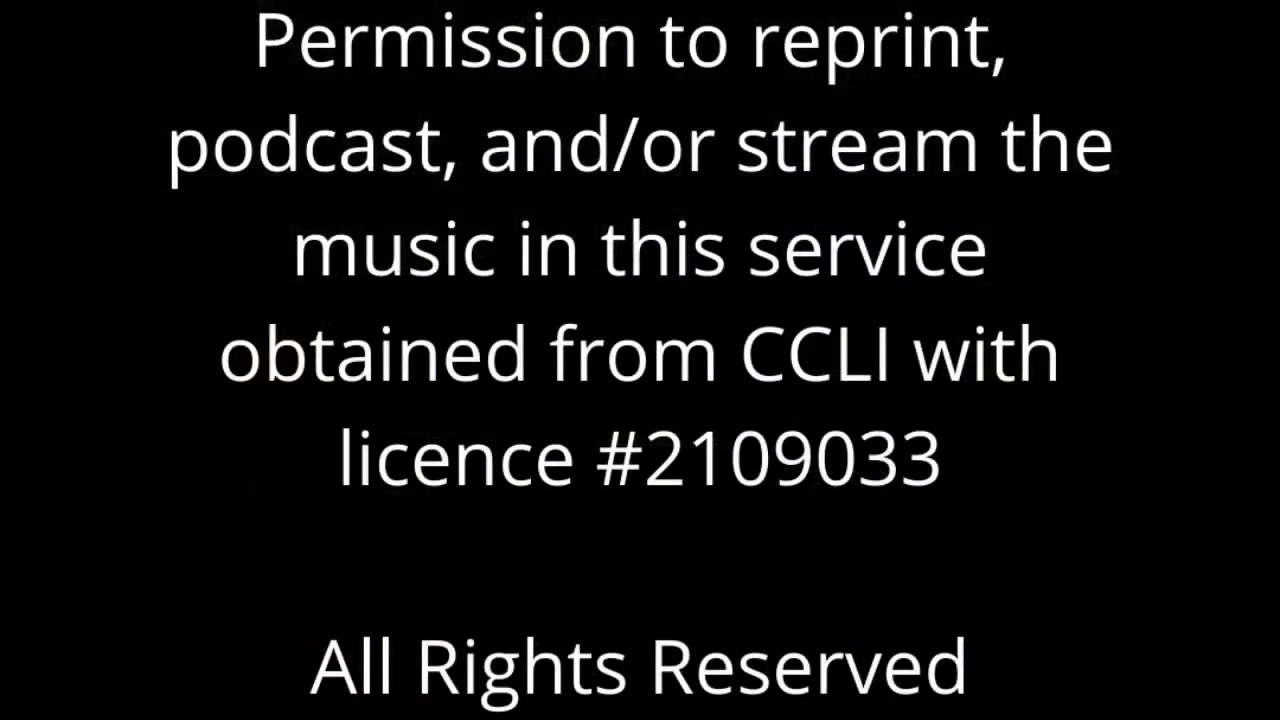 Permission to reprint,
podcast, and/or stream the
music in this service
obtained from CCLI with
licence #2109033
All Rights Reserved